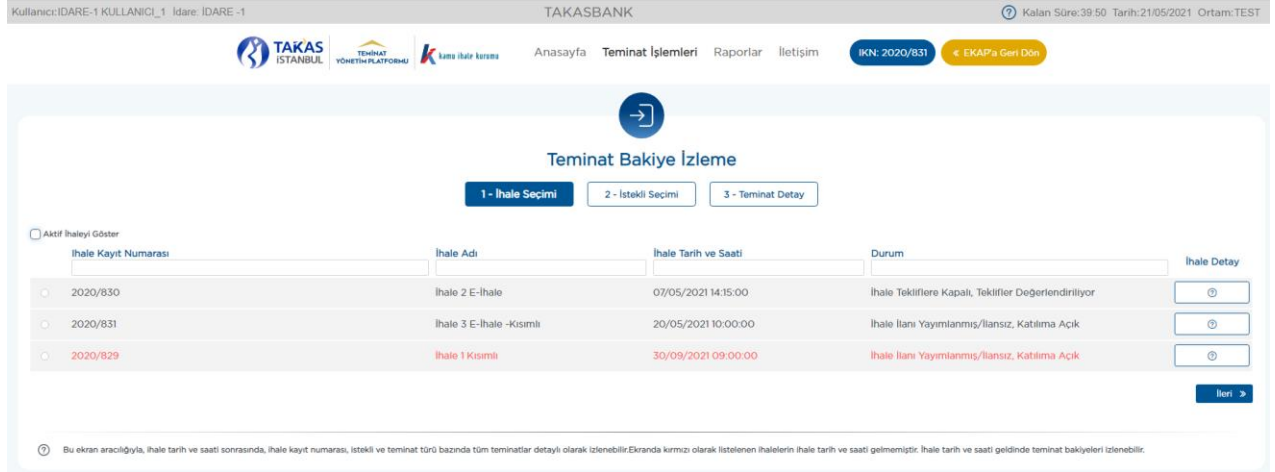 Kullanıcı:IDARE-1 KULLANICI_1 İdare: İDARE -1 TAKASBANK Kalan Süre:39:50 Tarih:21/05/2021 Ortam:TEST
TAKAS İSTANBUL TEMİNAT YÖNETİM PLATFORMU kamu ihale kurumu Anasayfa Teminat İşlemleri Raporlar İletişim IKN: 2020/831 « EKAP'a Geri Dön
Teminat Bakiye İzleme
1 - İhale Seçimi 2 - İstekli Seçimi 3 - Teminat Detay
Aktif İhaleyi Göster
İhale Kayıt Numarası İhale Adı İhale Tarih ve Saati Durum İhale Detay
2020/830 İhale 2 E-İhale 07/05/2021 14:15:00 İhale Tekliflere Kapalı, Teklifler Değerlendiriliyor
2020/831 İhale 3 E-İhale -Kısımlı 20/05/2021 10:00:00 İhale İlanı Yayımlanmış/İlansız, Katılıma Açık
2020/829 İhale 1 Kısımlı 30/09/2021 09:00:00 İhale İlanı Yayımlanmış/İlansız, Katılıma Açık
İleri »
Bu ekran aracılığıyla, ihale tarih ve saati sonrasında, ihale kayıt numarası, istekli ve teminat türü bazında tüm teminatlar detaylı olarak izlenebilir.Ekranda kırmızı olarak listelenen ihalelerin ihale tarih ve saati gelmemiştir. İhale tarih ve saati geldinde teminat bakiyeleri izlenebilir.